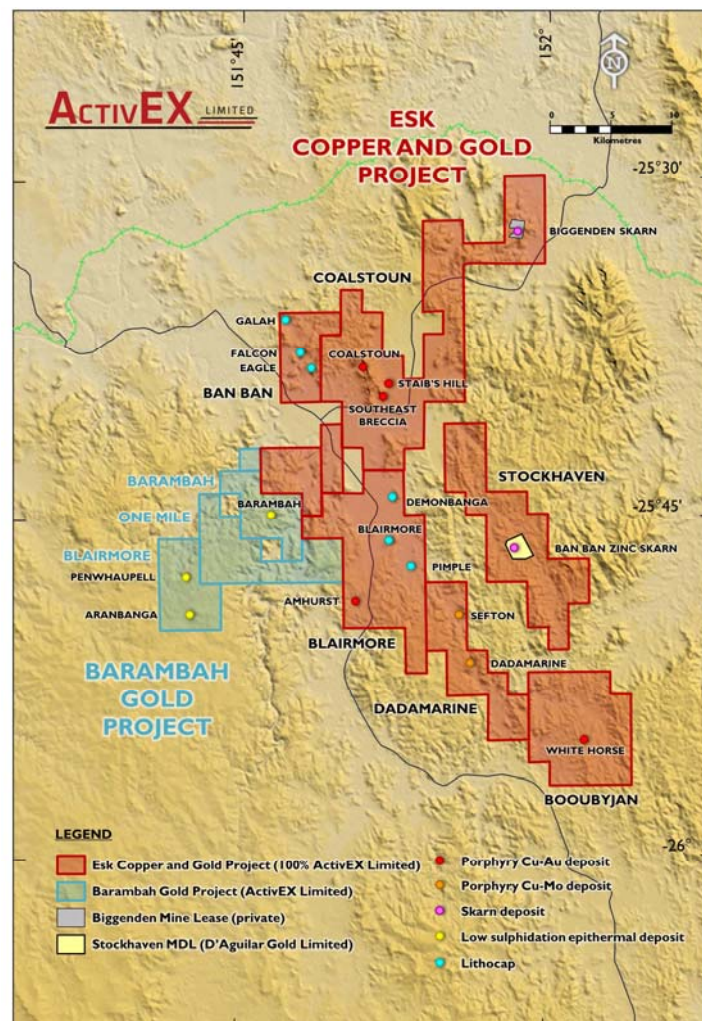 151°45'
152°
N
ACTIVEX LIMITED
ESK
COPPER AND GOLD
PROJECT
0 5 10
Kilometres
-25°30'
BIGGENDEN SKARN
COALSTOUN
GALAH
FALCON
EAGLE
COALSTOUN
STAIB'S HILL
BAN BAN
SOUTHEAST
BRECCIA
BARAMBAH
STOCKHAVEN
DEMONBANGA
BARAMBAH
ONE MILE
-25°45'
BLAIRMORE
BAN BAN ZINC SKARN
BLAIRMORE
PIMPLE
PENWHAUPELL
AMHURST
SEFTON
ARANBANGA
BLAIRMORE
DADAMARINE
BARAMBAH
GOLD
PROJECT
DADAMARINE
WHITE HORSE
BOOUBYJAN
LEGEND
-26°
Esk Copper and Gold Project (100% ActivEX Limited)
Barambah Gold Project (ActivEX Limited)
Biggenden Mine Lease (private)
Stockhaven MDL (D'Aguilar Gold Limited)
Porphyry Cu-Au deposit
Porphyry Cu-Mo deposit
Skarn deposit
Low sulphidation epithermal deposit
Lithocap